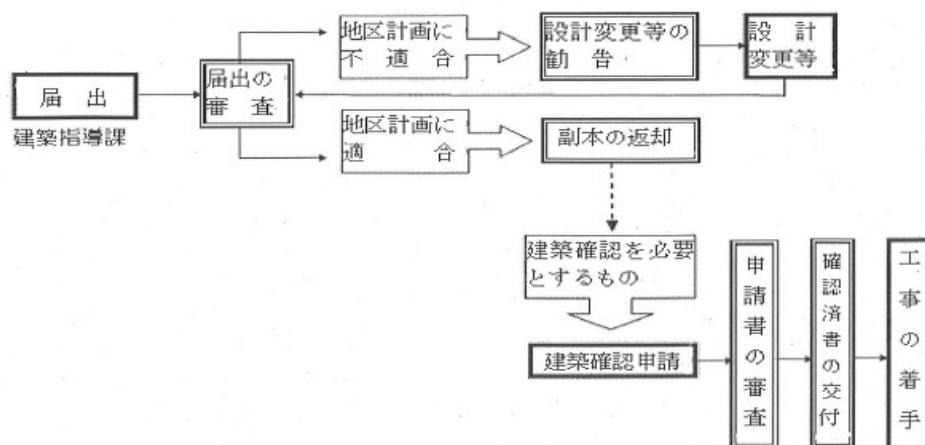 地区計画に
不適合
設計変更等の
勧告
設計
変更等
届出
建築指導課
届出の
審査
地区計画に
適合
副本の返却
建築確認を必要
とするもの
建築確認申請
申請書の審査
確認済書の交付
工事の着手